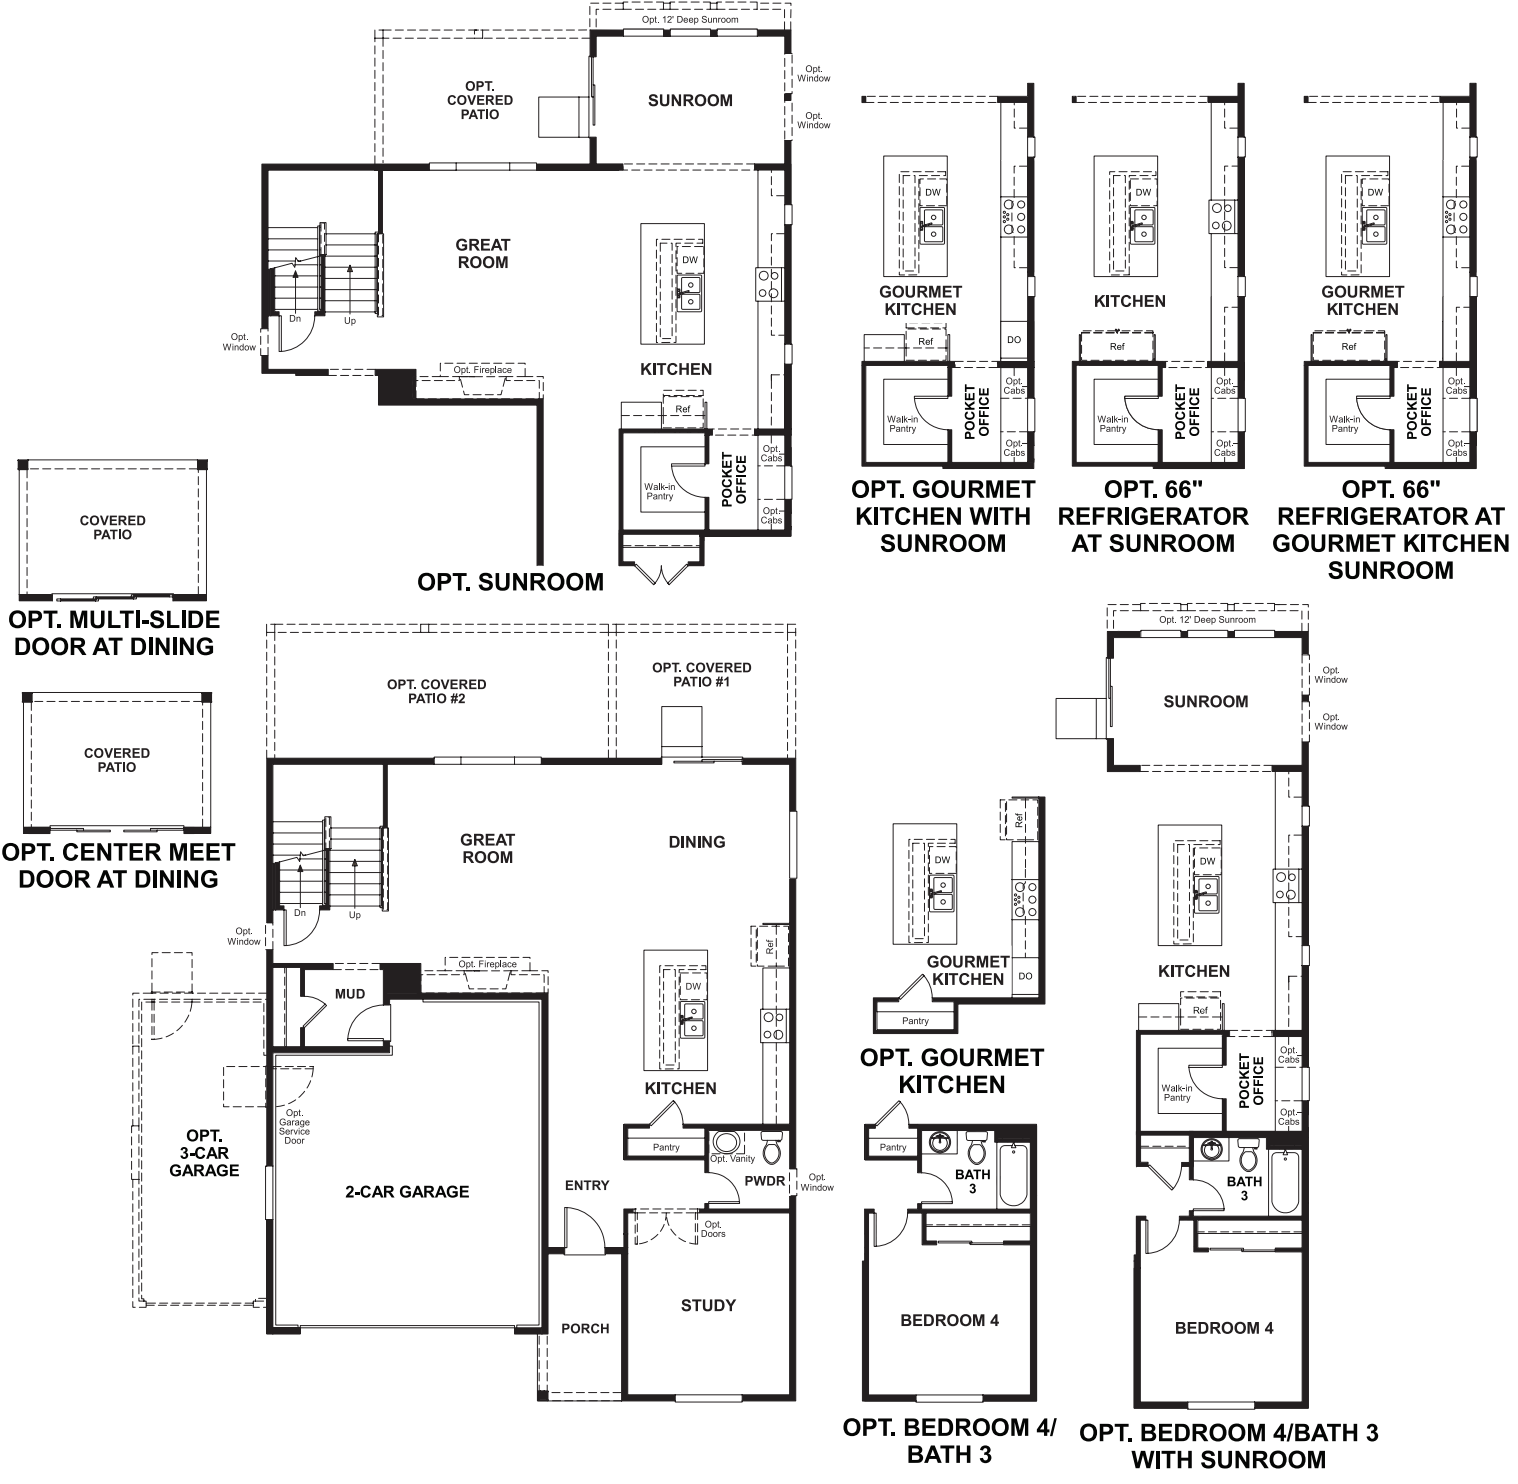 Opt. 12' Deep Sunroom
OPT.
COVERED
PATIO
SUNROOM
Opt.
Window
Opt.
Window
GREAT
ROOM
DW
Dn
Up
Opt.
Window
Opt. Fireplace
KITCHEN
Ref
Walk-in
Pantry
POCKET
OFFICE
Opt.
Cabs
Opt.
Cabs
OPT. SUNROOM
DW
GOURMET
KITCHEN
Ref
DO
Walk-in
Pantry
POCKET
OFFICE
Opt.
Cabs
Opt.
Cabs
OPT. GOURMET
KITCHEN WITH
SUNROOM
DW
KITCHEN
Ref
Walk-in
Pantry
POCKET
OFFICE
Opt.
Cabs
Opt.
Cabs
OPT. 66"
REFRIGERATOR
AT SUNROOM
DW
GOURMET
KITCHEN
Ref
Walk-in
Pantry
POCKET
OFFICE
Opt.
Cabs
Opt.
Cabs
OPT. 66"
REFRIGERATOR AT
GOURMET KITCHEN
SUNROOM
COVERED
PATIO
OPT. MULTI-SLIDE
DOOR AT DINING
COVERED
PATIO
OPT. CENTER MEET
DOOR AT DINING
OPT. COVERED
PATIO #2
OPT. COVERED
PATIO #1
GREAT
ROOM
DINING
Dn
Up
Opt.
Window
Opt. Fireplace
MUD
Ref
DW
KITCHEN
Opt.
Garage
Service
Door
OPT.
3-CAR
GARAGE
2-CAR GARAGE
Pantry
Opt. Vanity
PWDR
Opt.
Window
ENTRY
Opt.
Doors
STUDY
PORCH
Ref
DW
GOURMET
KITCHEN
DO
Pantry
OPT. GOURMET
KITCHEN
Pantry
BATH
3
BEDROOM 4
OPT. BEDROOM 4/
BATH 3
Opt. 12' Deep Sunroom
SUNROOM
Opt.
Window
Opt.
Window
DW
KITCHEN
Ref
Walk-in
Pantry
POCKET
OFFICE
Opt.
Cabs
Opt.
Cabs
BATH
3
BEDROOM 4
OPT. BEDROOM 4/BATH 3
WITH SUNROOM